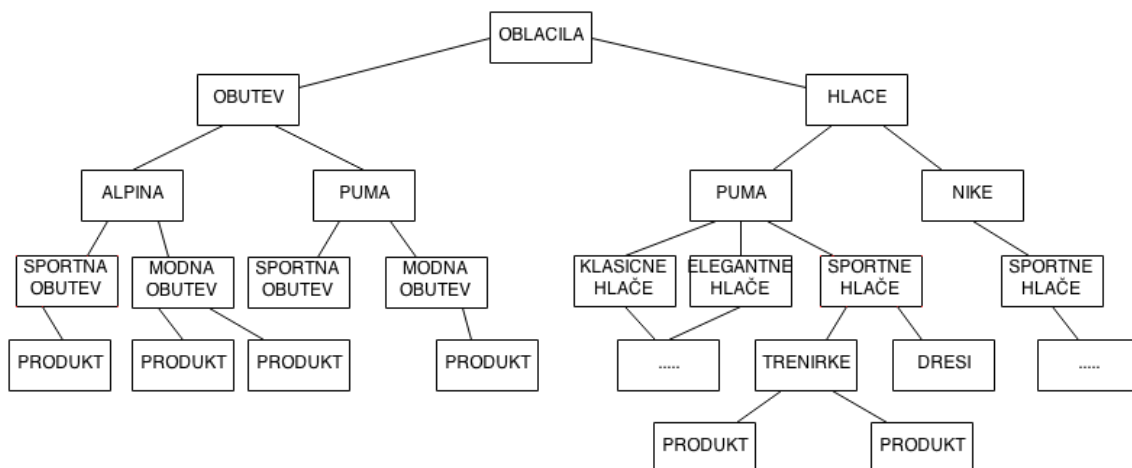 OBLACILA
OBUTEV
HLACE
ALPINA
PUMA
PUMA
NIKE
SPORTNA
OBUTEV
MODNA
OBUTEV
SPORTNA
OBUTEV
MODNA
OBUTEV
KLASICNE
HLAČE
ELEGANTNE
HLAČE
SPORTNE
HLAČE
SPORTNE
HLAČE
PRODUKT
PRODUKT
PRODUKT
PRODUKT
.....
TRENIRKE
DRESI
.....
PRODUKT
PRODUKT